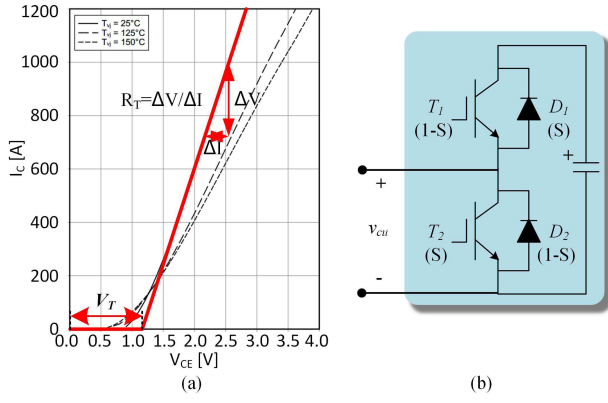 1200
T_vj = 25°C
T_vj = 125°C
T_vj = 150°C
1000
R_T=ΔV/ΔI
ΔV
800
ΔI
I_C [A]
600
400
200
V_T
0
0.0 0.5 1.0 1.5 2.0 2.5 3.0 3.5 4.0
V_CE [V]
(a)
T_1
(1-S)
D_1
(S)
+
+
v_cu
T_2
(S)
D_2
(1-S)
-
(b)